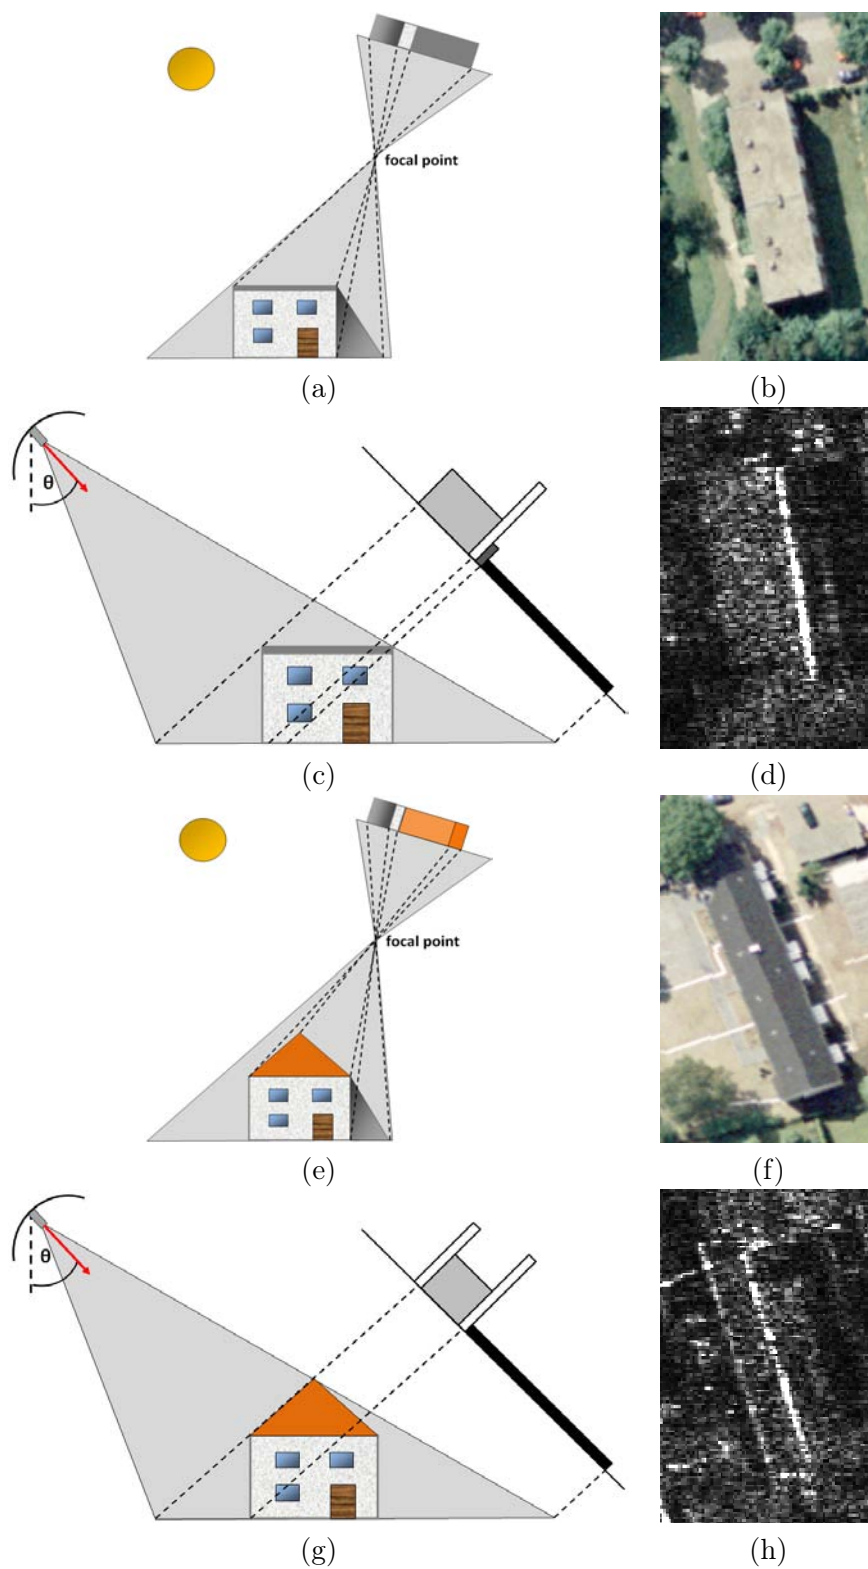 focal point
(a)
(b)
θ
(c)
(d)
focal point
(e)
(f)
θ
(g)
(h)